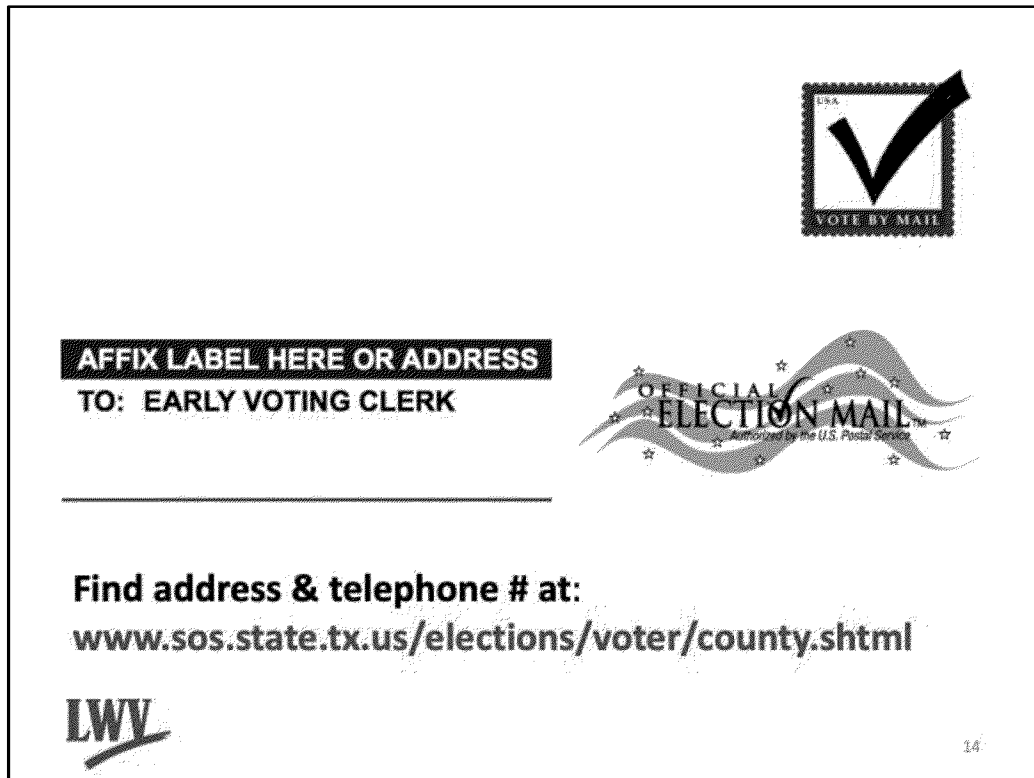 USA
VOTE BY MAIL
AFFIX LABEL HERE OR ADDRESS
TO: EARLY VOTING CLERK
OFFICIAL
ELECTION MAIL™
Authorized by the U.S. Postal Service
Find address & telephone # at:
www.sos.state.tx.us/elections/voter/county.shtml
LWV
14